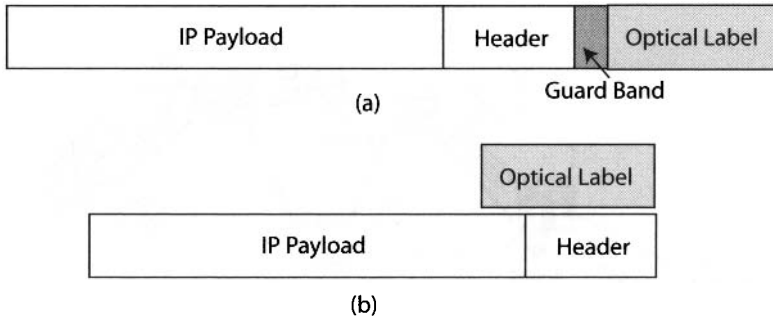 IP Payload Header Optical Label
Guard Band
(a)
Optical Label
IP Payload Header
(b)